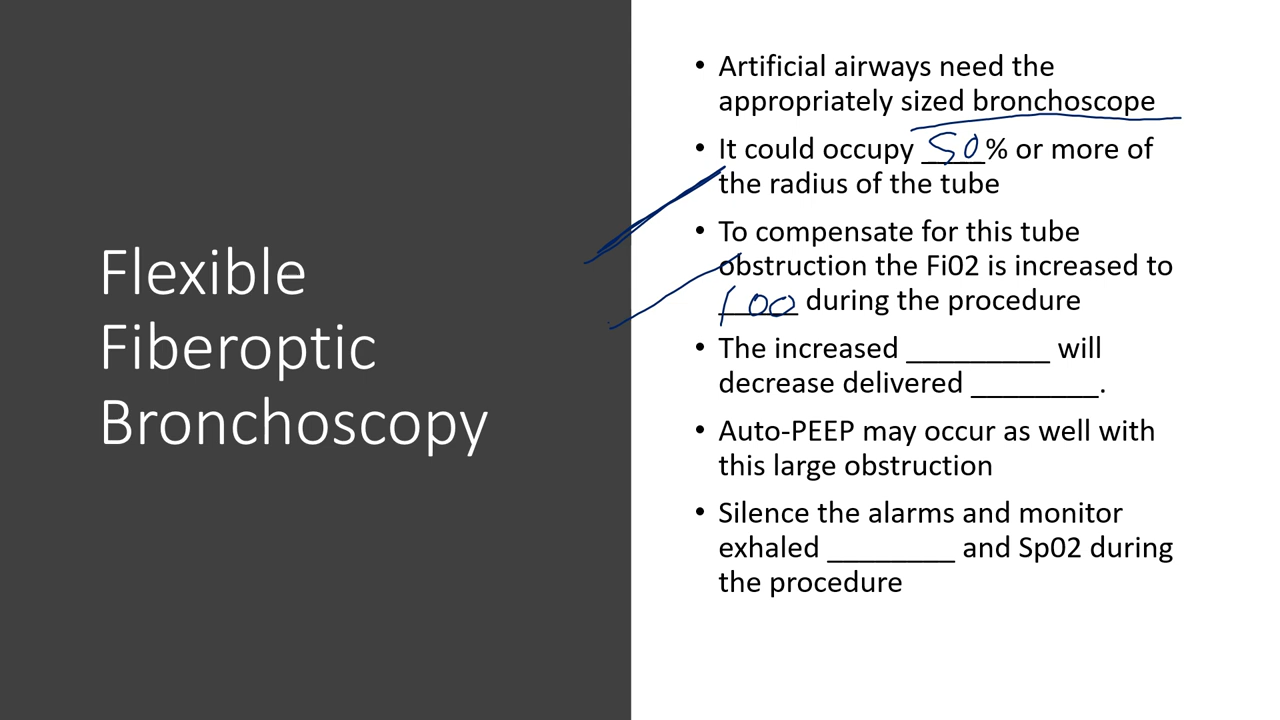 Flexible
Fiberoptic
Bronchoscopy
• Artificial airways need the
appropriately sized bronchoscope
• It could occupy 50% or more of
the radius of the tube
• To compensate for this tube
obstruction the Fi02 is increased to
100 during the procedure
• The increased _________ will
decrease delivered ________.
• Auto-PEEP may occur as well with
this large obstruction
• Silence the alarms and monitor
exhaled ________ and Sp02 during
the procedure